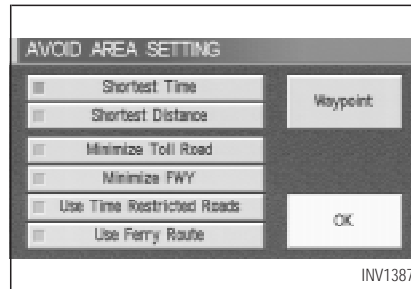 AVOID AREA SETTING
Shortest Time
Shortest Distance
Waypoint
Minimize Toll Road
Minimize FWY
Use Time Restricted Roads
Use Ferry Route
OK
INV1387